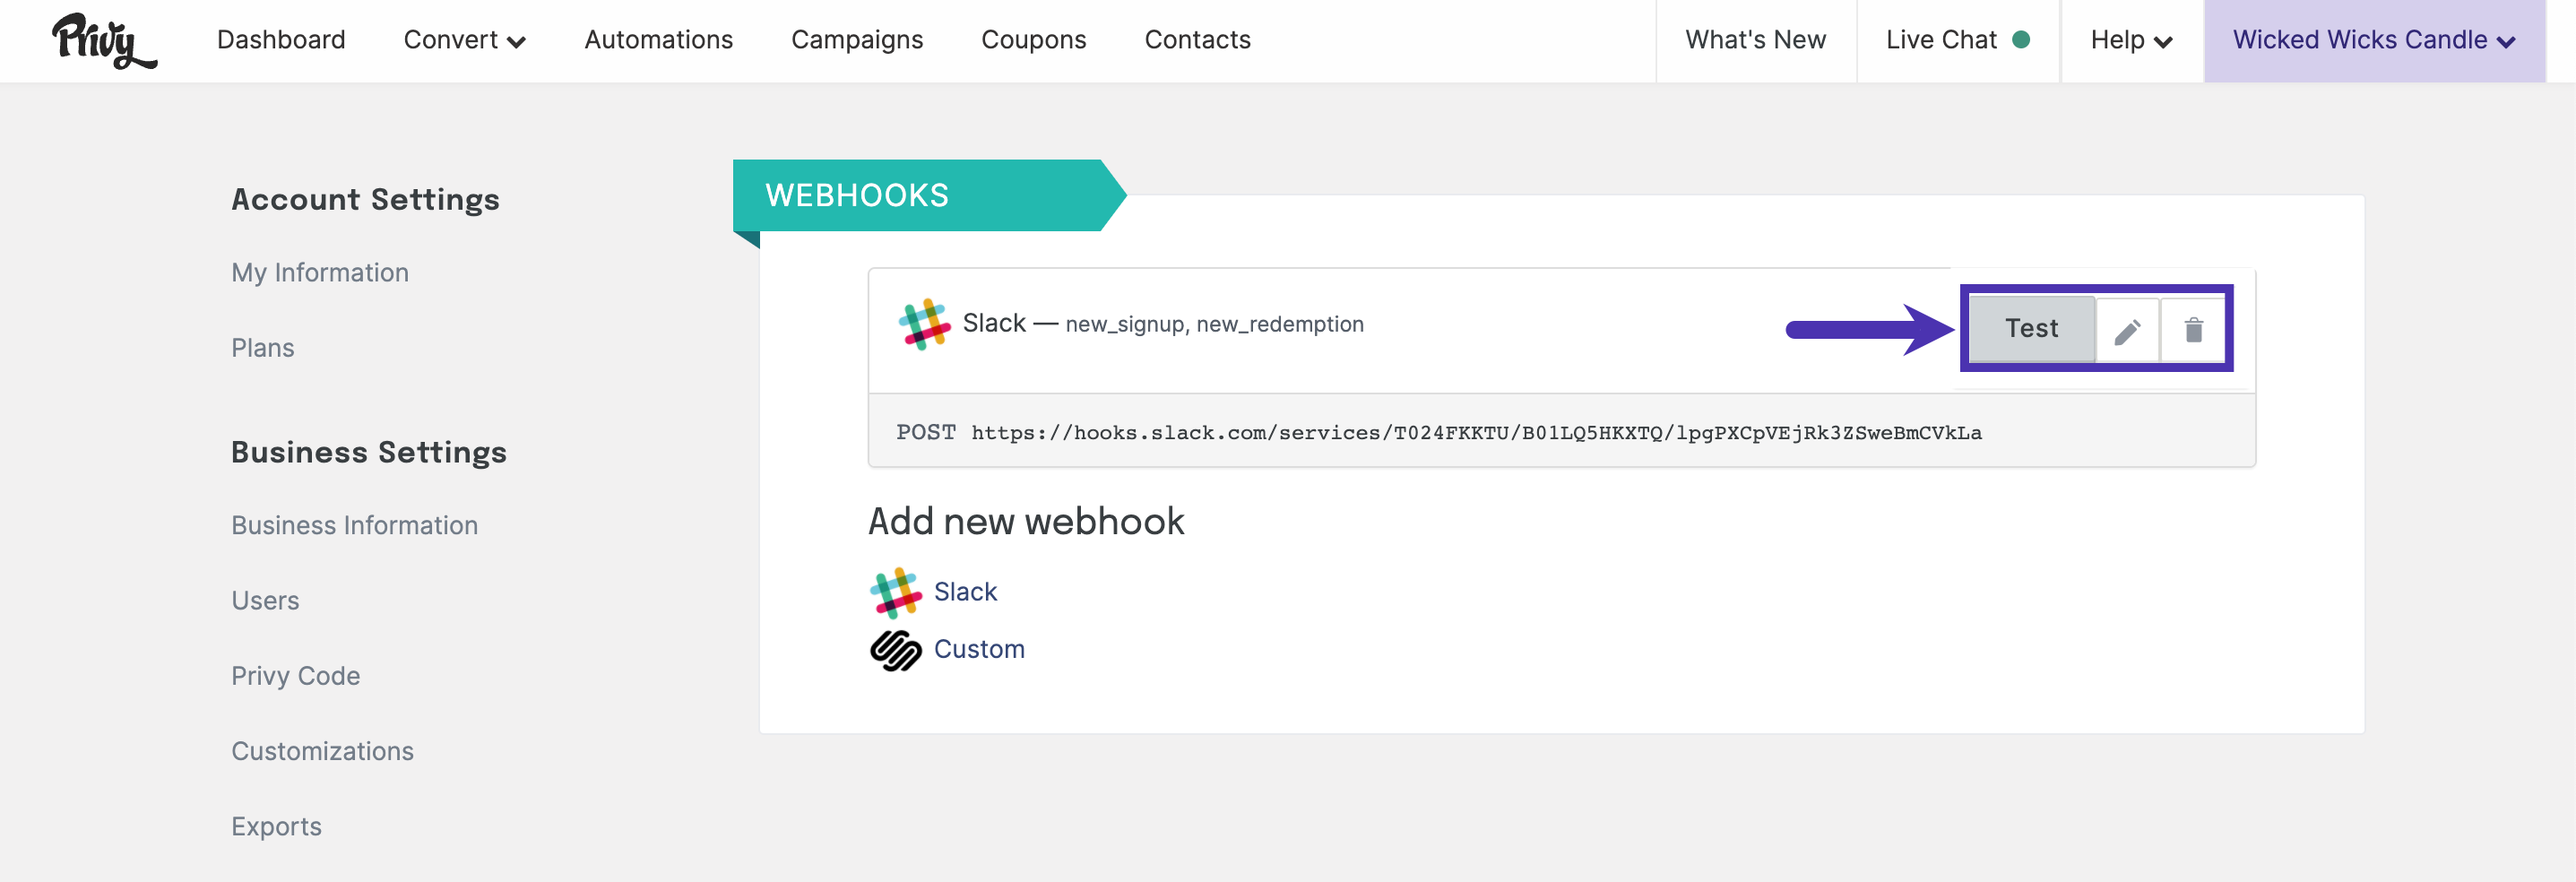 Privy Dashboard Convert Automations Campaigns Coupons Contacts What's New Live Chat Help Wicked Wicks Candle
Account Settings
My Information
Plans
Business Settings
Business Information
Users
Privy Code
Customizations
Exports
WEBHOOKS
Slack — new_signup, new_redemption Test
POST https://hooks.slack.com/services/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
Add new webhook
Slack
Custom